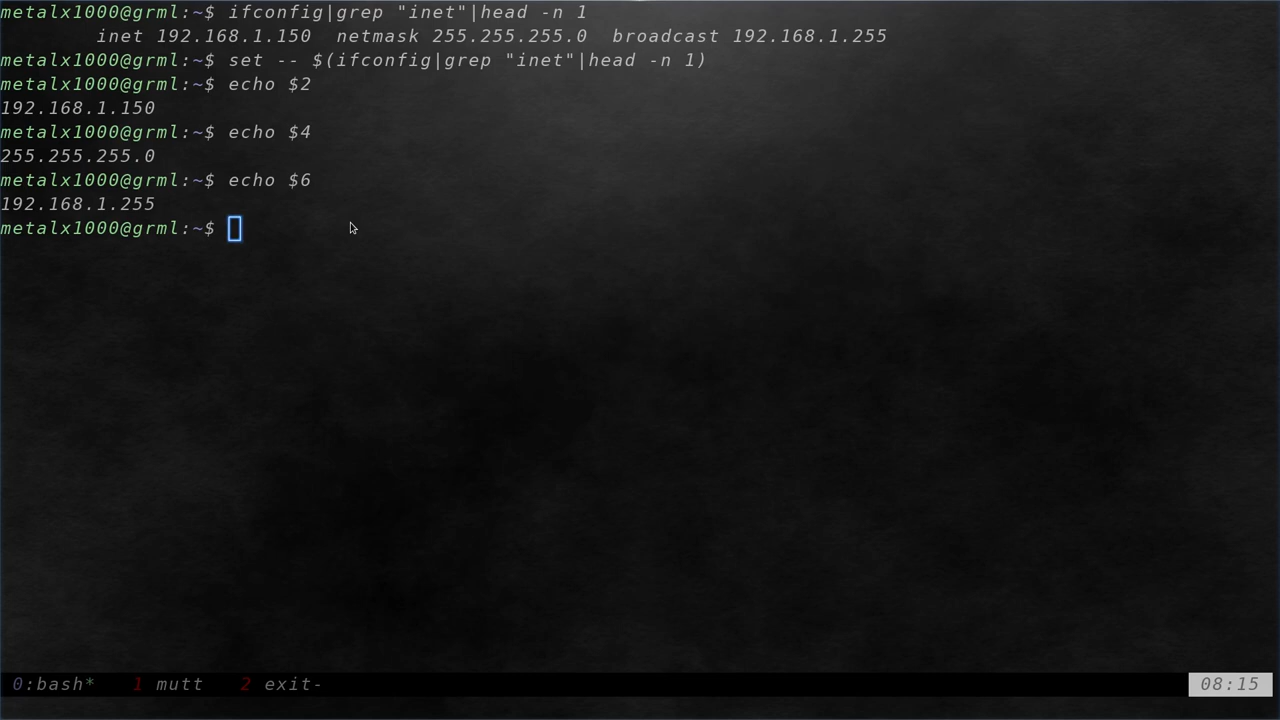 metalx1000@grml:~$ ifconfig|grep "inet"|head -n 1
        inet 192.168.1.150  netmask 255.255.255.0  broadcast 192.168.1.255
metalx1000@grml:~$ set -- $(ifconfig|grep "inet"|head -n 1)
metalx1000@grml:~$ echo $2
192.168.1.150
metalx1000@grml:~$ echo $4
255.255.255.0
metalx1000@grml:~$ echo $6
192.168.1.255
metalx1000@grml:~$
0:bash*   1 mutt   2 exit-   08:15